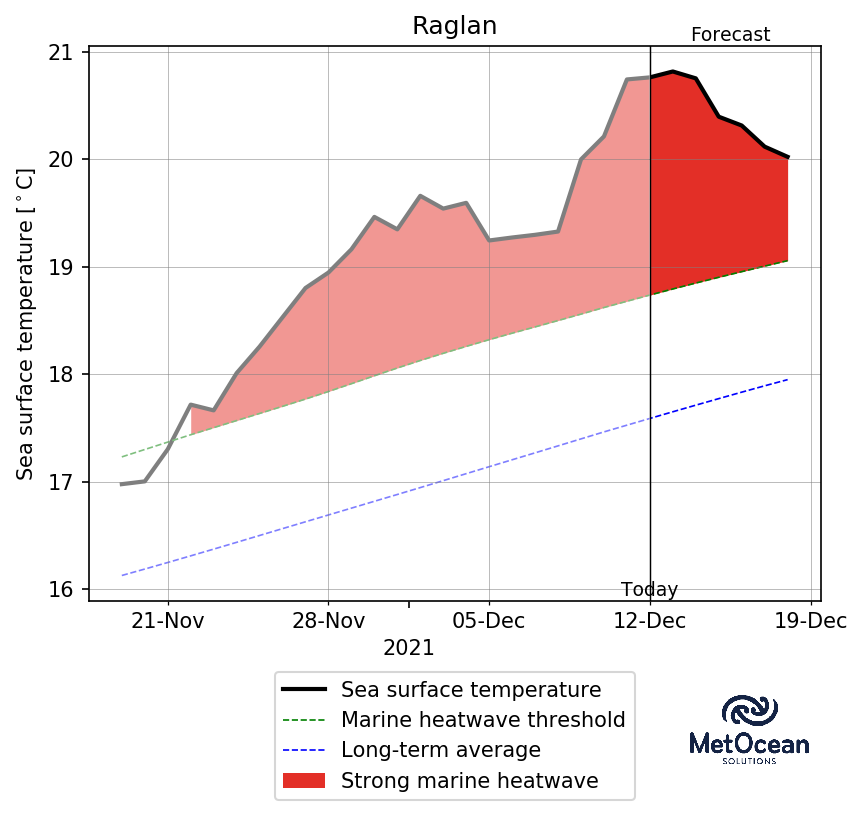 Raglan
Forecast
Sea surface temperature [°C]
21
20
19
18
17
16
Today
21-Nov
28-Nov
05-Dec
12-Dec
19-Dec
2021
Sea surface temperature
Marine heatwave threshold
Long-term average
Strong marine heatwave
MetOcean
SOLUTIONS